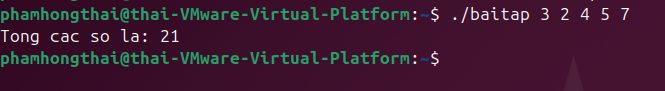 phamhongthai@thai-VMware-Virtual-Platform:~$ ./baitap 3 2 4 5 7
Tong cac so la: 21
phamhongthai@thai-VMware-Virtual-Platform:~$